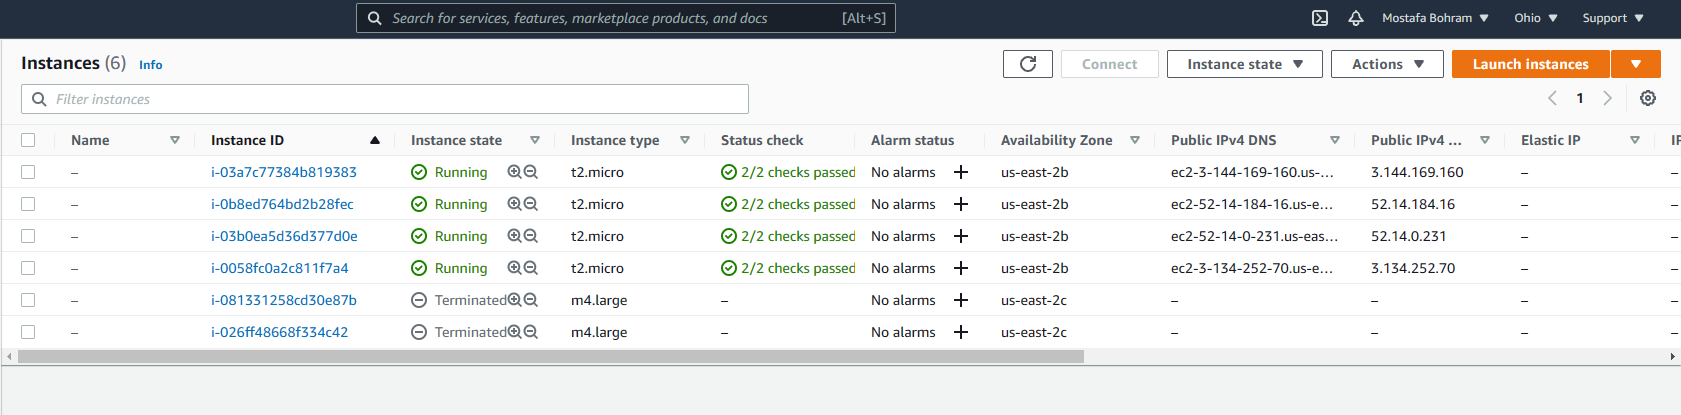 Search for services, features, marketplace products, and docs [Alt+S] Mostafa Bohram Ohio Support
Instances (6) Info Connect Instance state Actions Launch instances
Filter instances 1
Name Instance ID Instance state Instance type Status check Alarm status Availability Zone Public IPv4 DNS Public IPv4 ... Elastic IP
– i-03a7c77384b819383 Running t2.micro 2/2 checks passed No alarms + us-east-2b ec2-3-144-169-160.us-... 3.144.169.160 – –
– i-0b8ed764bd2b28fec Running t2.micro 2/2 checks passed No alarms + us-east-2b ec2-52-14-184-16.us-e... 52.14.184.16 – –
– i-03b0ea5d36d377d0e Running t2.micro 2/2 checks passed No alarms + us-east-2b ec2-52-14-0-231.us-eas... 52.14.0.231 – –
– i-0058fc0a2c811f7a4 Running t2.micro 2/2 checks passed No alarms + us-east-2b ec2-3-134-252-70.us-e... 3.134.252.70 – –
– i-081331258cd30e87b Terminated m4.large – No alarms + us-east-2c – – – –
– i-026ff48668f334c42 Terminated m4.large – No alarms + us-east-2c – – – –